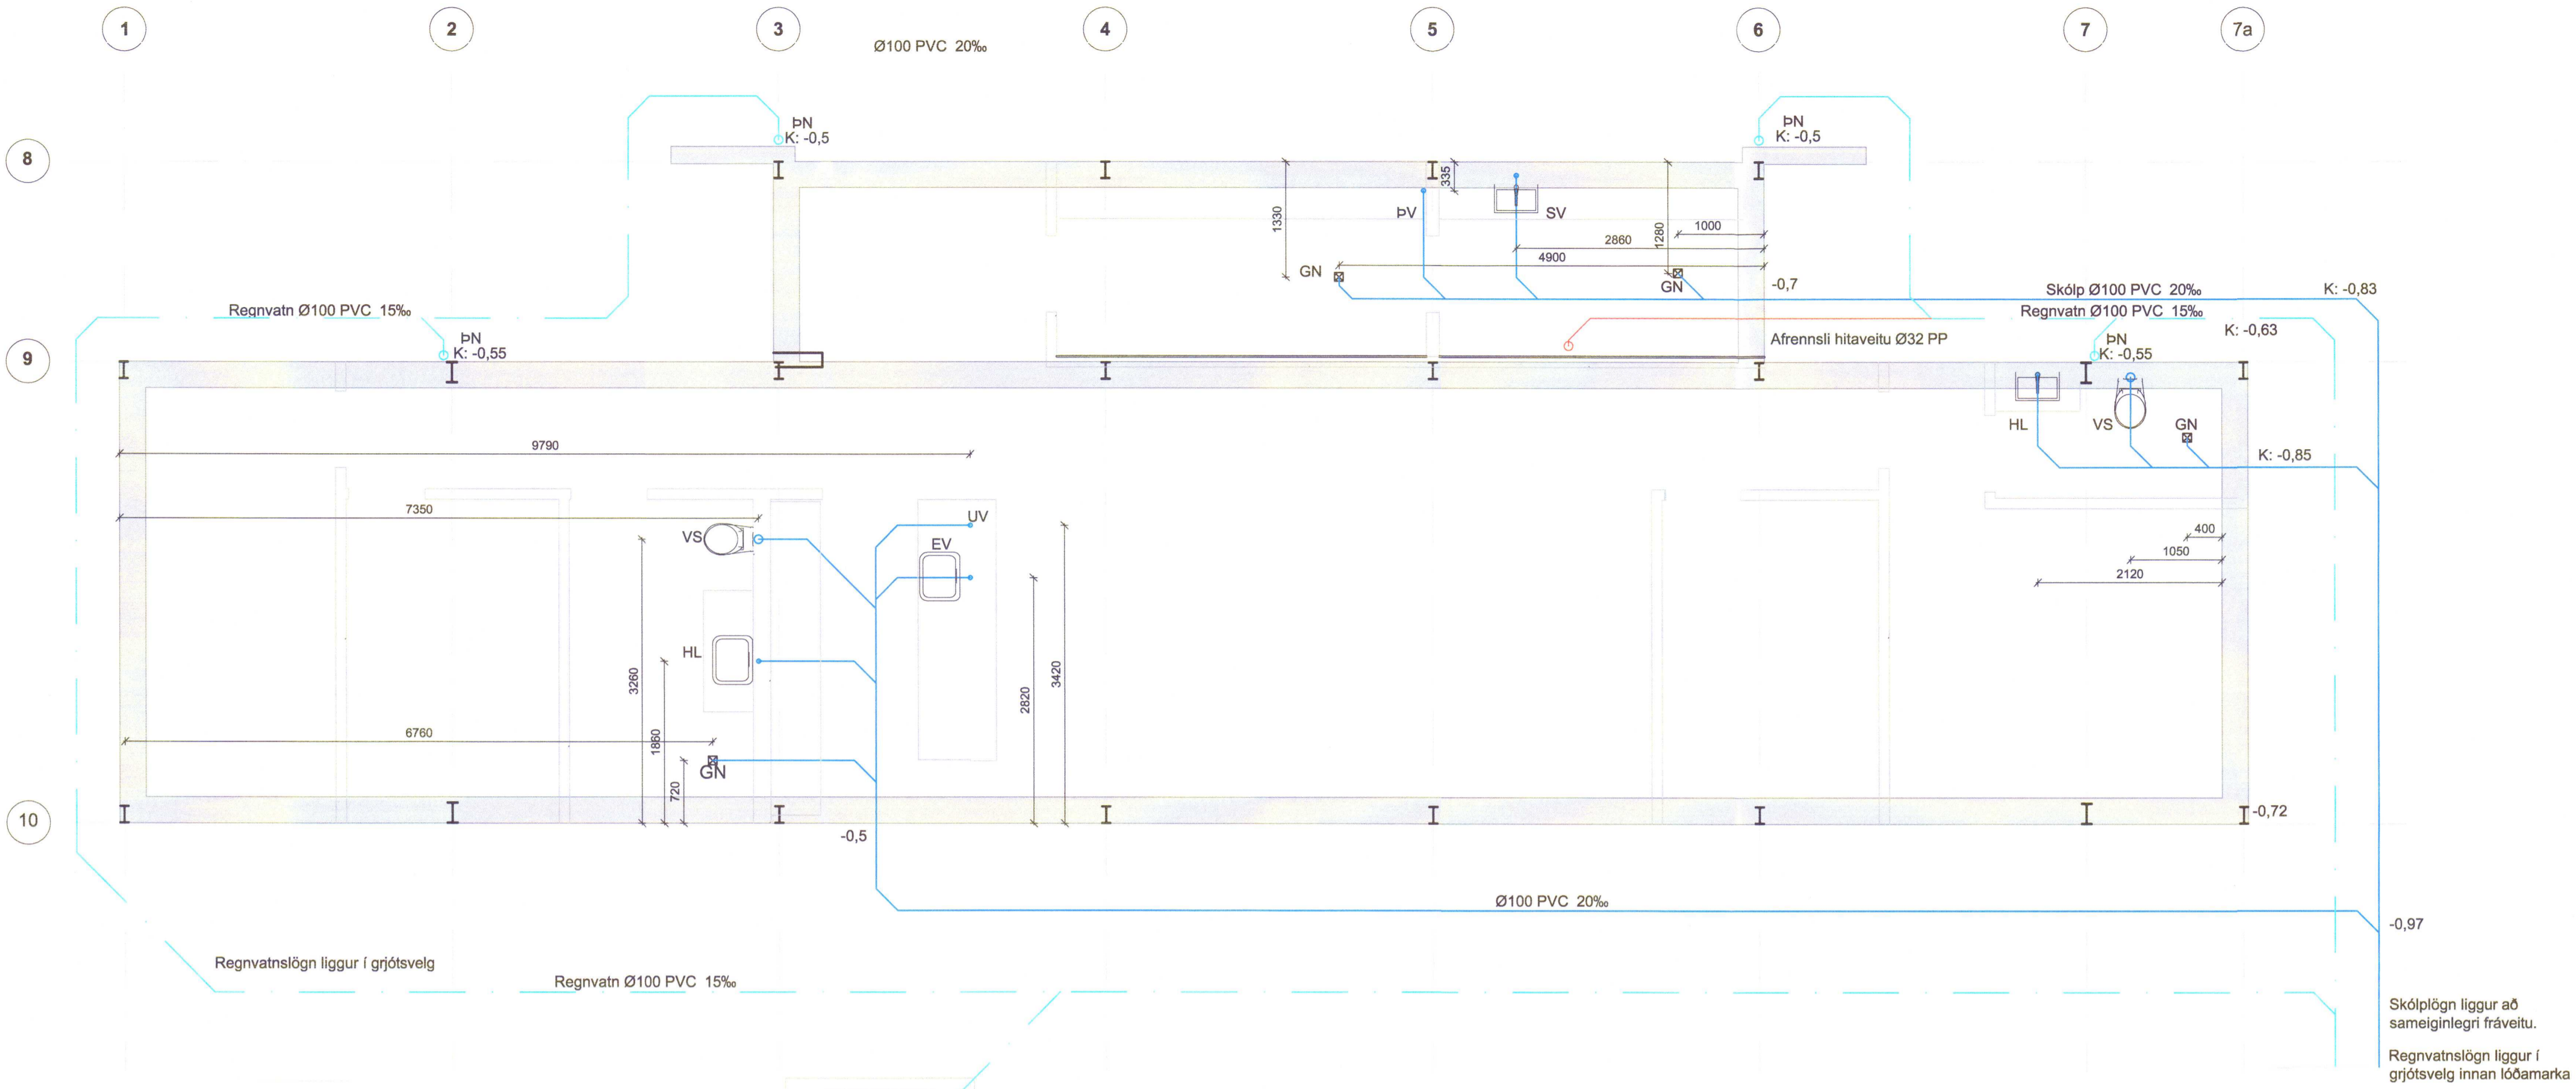 1
2
3
4
5
6
7
7a
Ø100 PVC 20‰
ÞN
K: -0,5
ÞN
K: -0,5
8
335
ÞV
SV
1330
1280
1000
2860
4900
GN
GN
-0,7
Skólp Ø100 PVC 20‰
K: -0,83
Regnvatn Ø100 PVC 15‰
Regnvatn Ø100 PVC 15‰
K: -0,63
ÞN
K: -0,55
Afrennsli hitaveitu Ø32 PP
ÞN
K: -0,55
9
HL
VS
GN
9790
K: -0,85
7350
UV
VS
EV
400
1050
2120
HL
3260
3420
2820
6760
1860
GN
720
10
-0,5
-0,72
Ø100 PVC 20‰
-0,97
Regnvatnslögn liggur í grjótsvelg
Regnvatn Ø100 PVC 15‰
Skólplögn liggur að
sameiginlegri fráveitu.
Regnvatnslögn liggur í
grjótsvelg innan lóðamarka